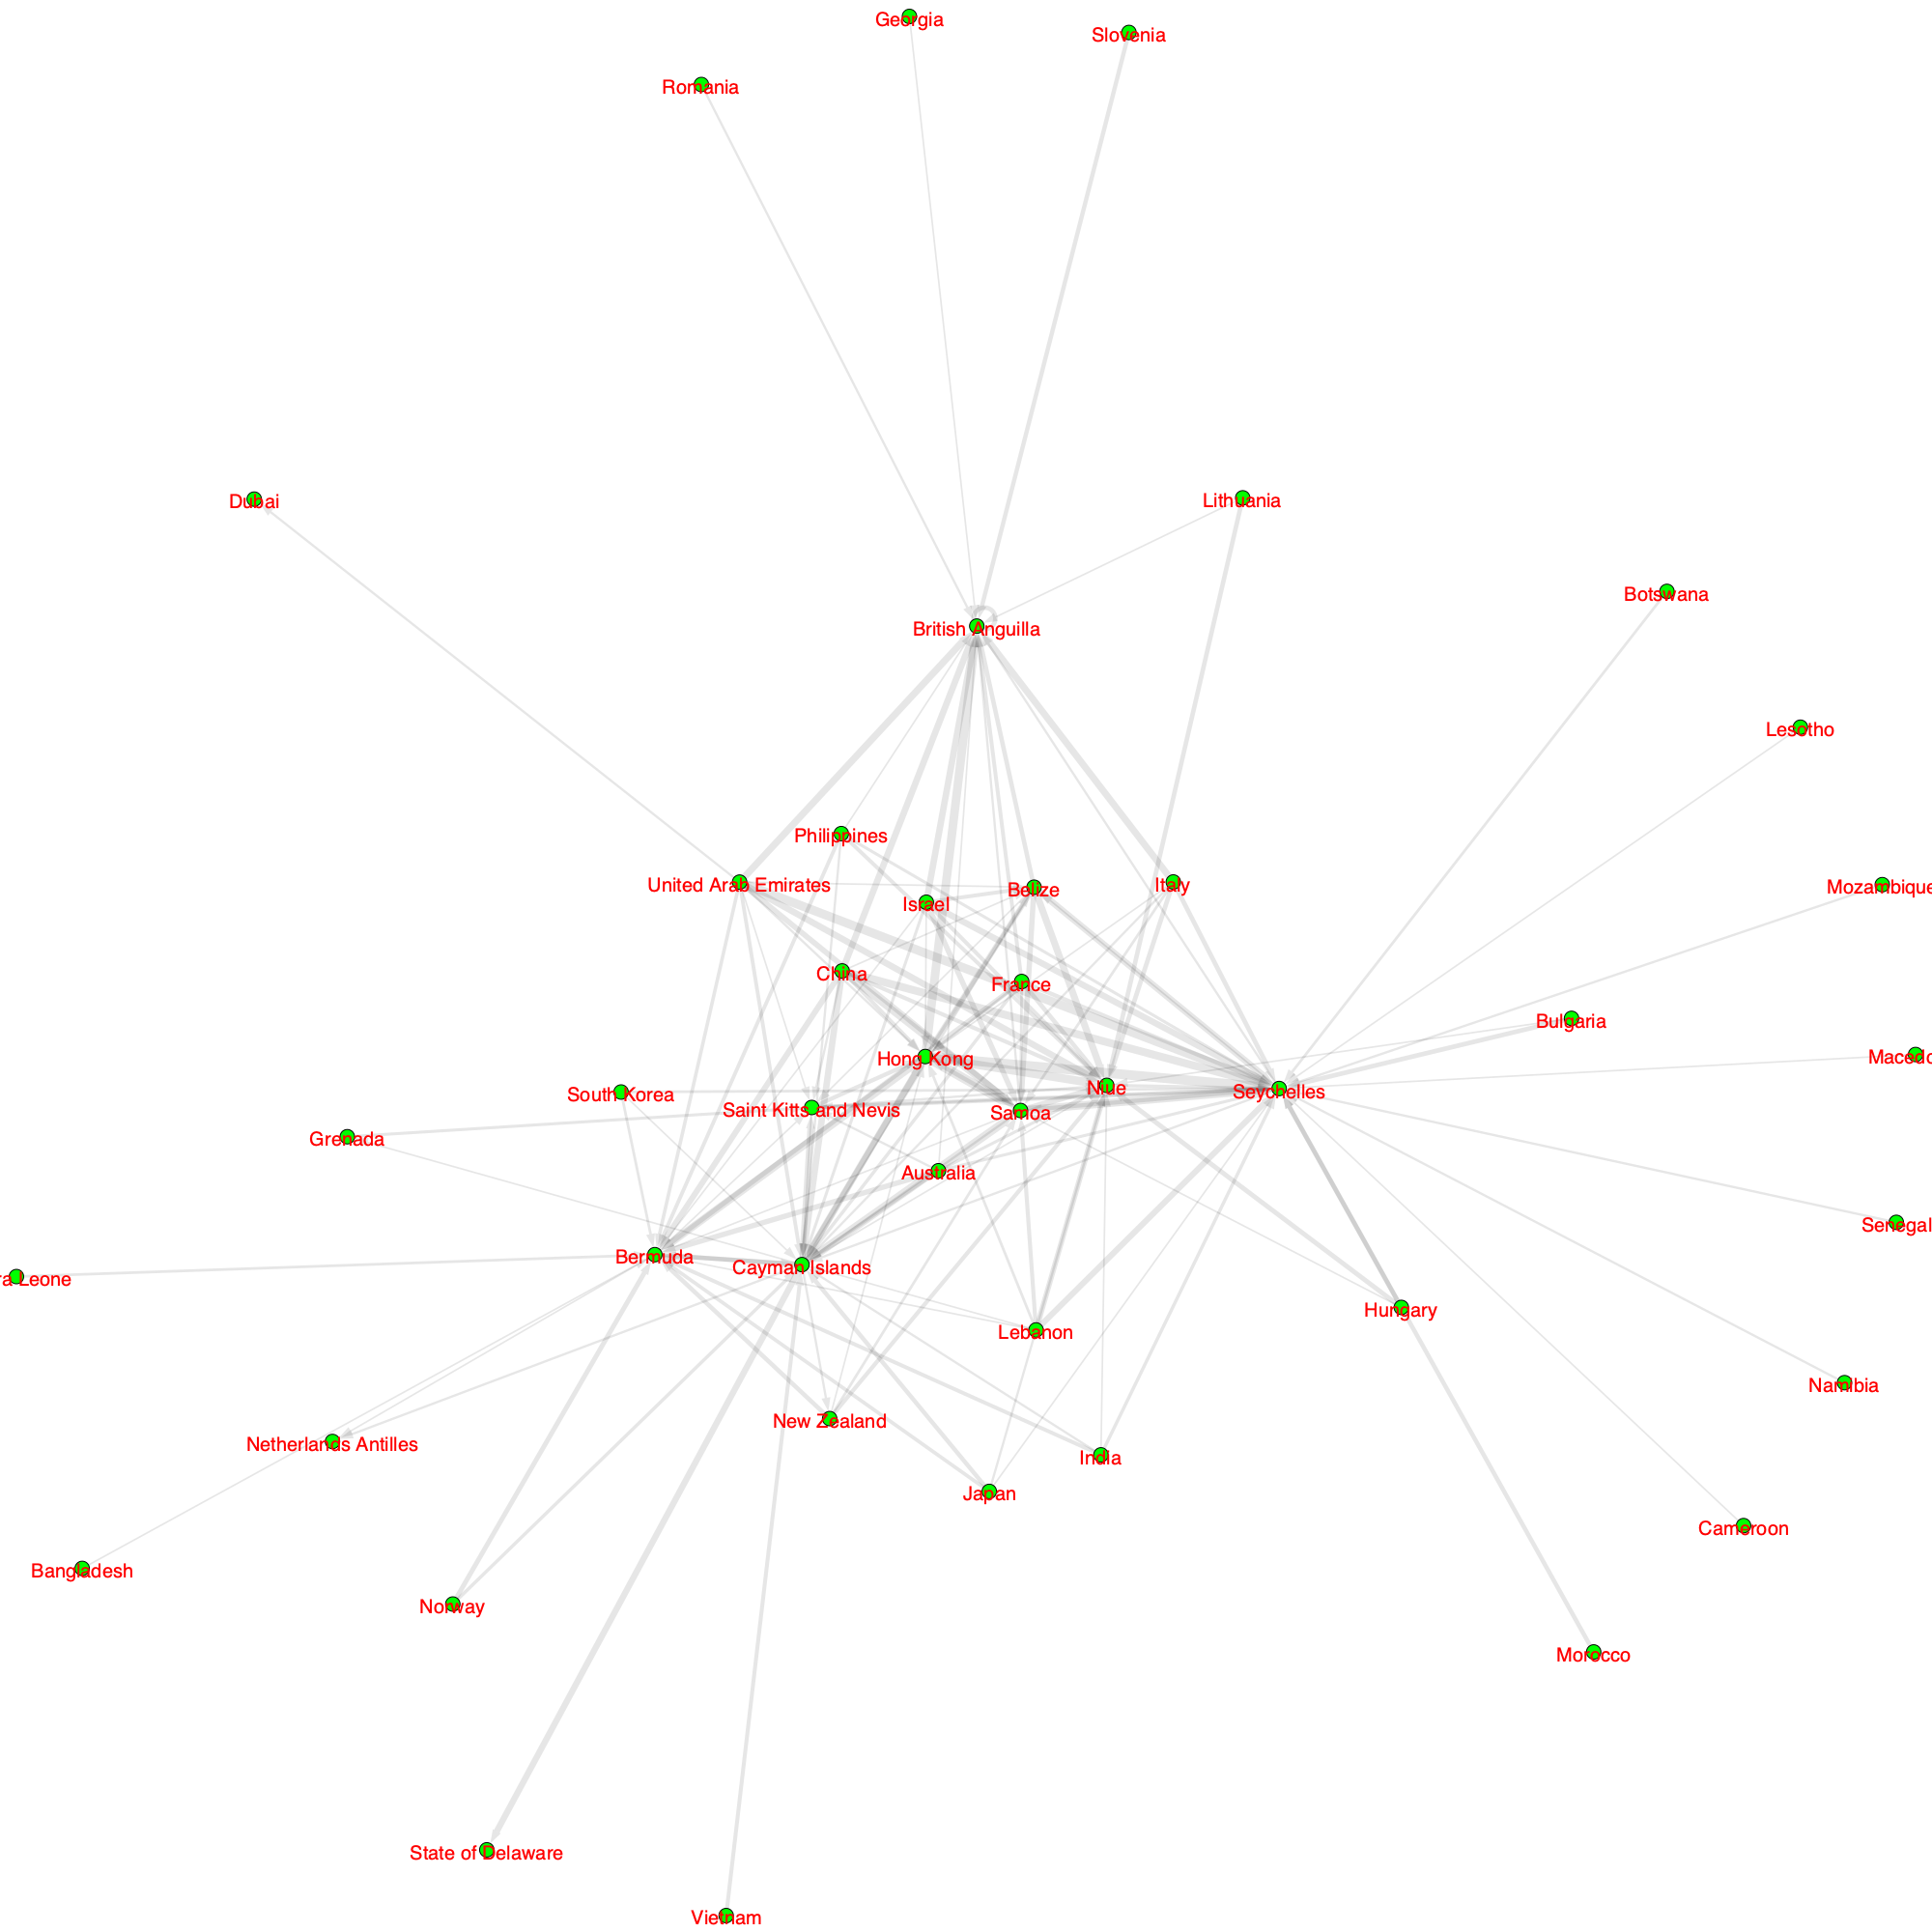 Georgia
Slovenia
Romania
Dubai
Lithuania
Botswana
British Anguilla
Lesotho
Philippines
United Arab Emirates
Belize
Italy
Mozambique
Israel
China
France
Bulgaria
Hong Kong
Macedo
Niue
Seychelles
South Korea
Saint Kitts and Nevis
Samoa
Grenada
Australia
Senegal
Bermuda
Cayman Islands
ra Leone
Hungary
Lebanon
Namibia
New Zealand
Netherlands Antilles
India
Japan
Cameroon
Bangladesh
Norway
Morocco
State of Delaware
Vietnam